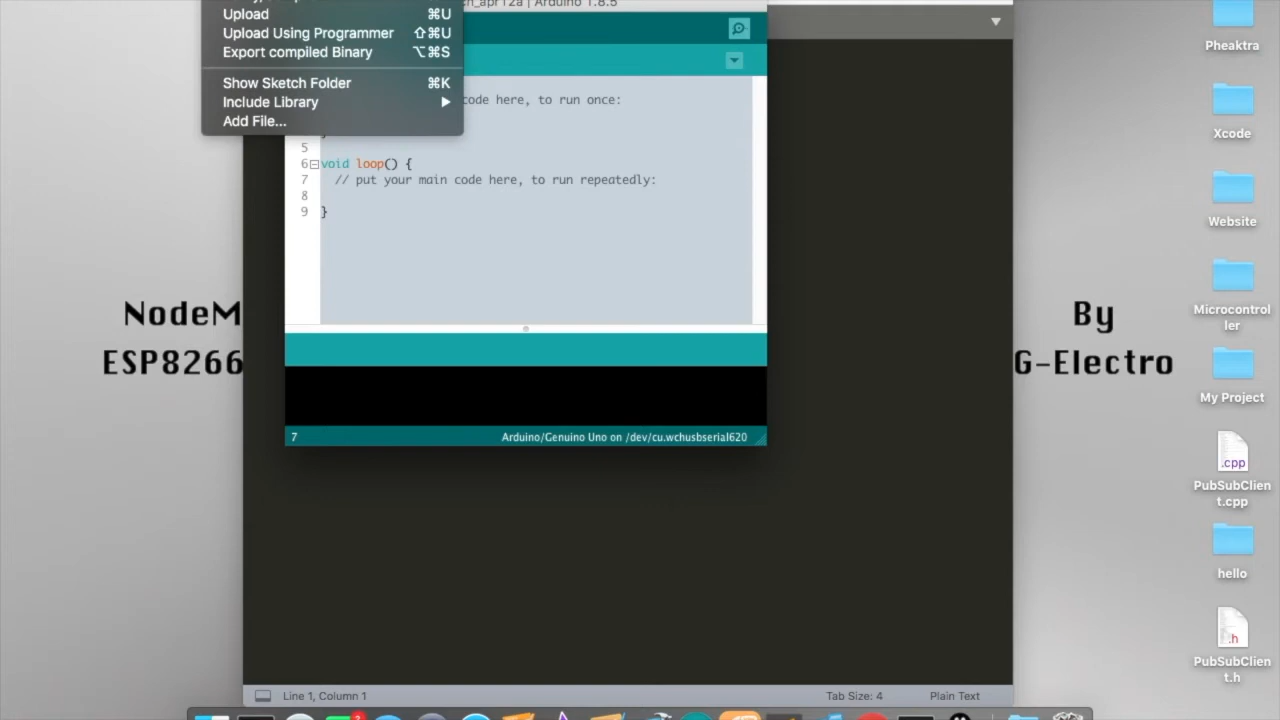 Upload ⌘U
Upload Using Programmer ⇧⌘U
Export compiled Binary ⌥⌘S
Show Sketch Folder ⌘K
Include Library ▶
Add File...
Arduino 1.8.5
code here, to run once:
5
6 void loop() {
7 // put your main code here, to run repeatedly:
8
9 }
7 Arduino/Genuino Uno on /dev/cu.wchusbserial620
NodeM
ESP8266
By
G-Electro
Pheaktra
Xcode
Website
Microcontrol
ler
My Project
.cpp
PubSubClien
t.cpp
hello
.h
PubSubClien
t.h
Line 1, Column 1 Tab Size: 4 Plain Text